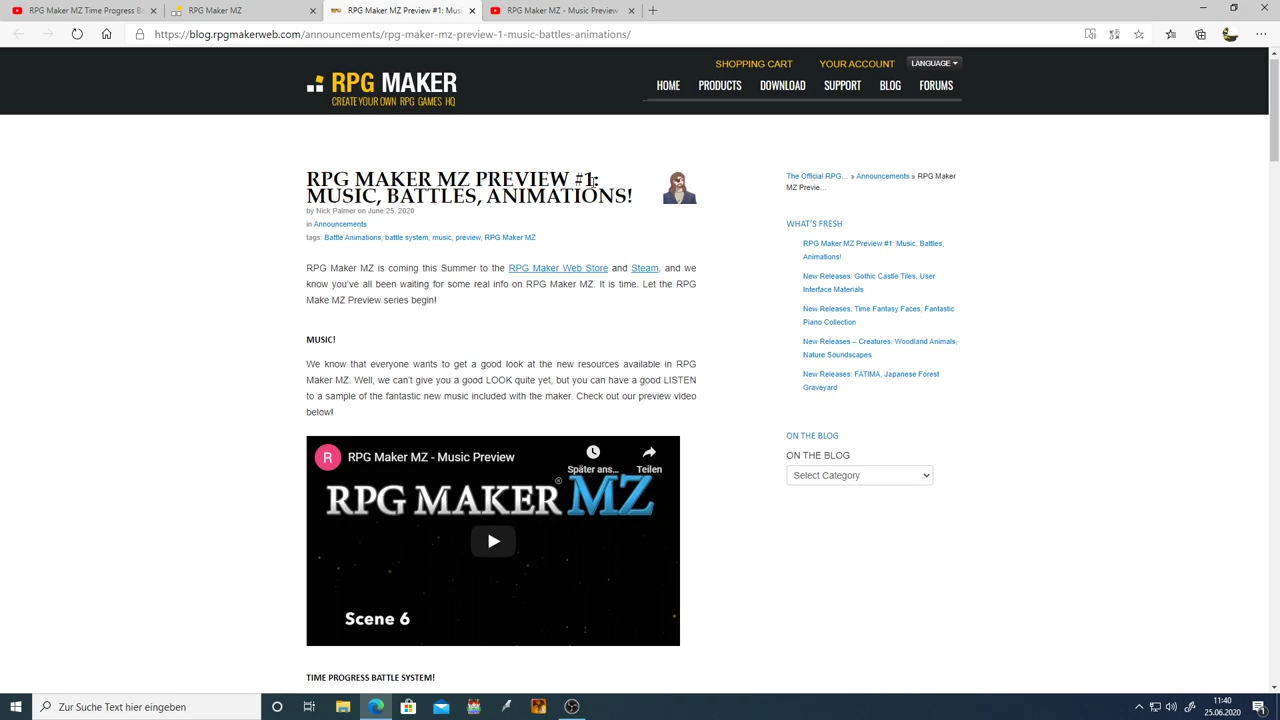 RPG Maker MZ Time Progress B
RPG Maker MZ
RPG Maker MZ Preview #1: Mus
RPG Maker MZ - Music Preview
https://blog.rpgmakerweb.com/announcements/rpg-maker-mz-preview-1-music-battles-animations/
SHOPPING CART YOUR ACCOUNT LANGUAGE
RPG MAKER
CREATE YOUR OWN RPG GAMES HQ
HOME PRODUCTS DOWNLOAD SUPPORT BLOG FORUMS
RPG MAKER MZ PREVIEW #1:
MUSIC, BATTLES, ANIMATIONS!
by Nick Palmer on June 25, 2020
in Announcements
tags: Battle Animations, battle system, music, preview, RPG Maker MZ
RPG Maker MZ is coming this Summer to the RPG Maker Web Store and Steam, and we
know you've all been waiting for some real info on RPG Maker MZ. It is time. Let the RPG
Make MZ Preview series begin!
MUSIC!
We know that everyone wants to get a good look at the new resources available in RPG
Maker MZ. Well, we can't give you a good LOOK quite yet, but you can have a good LISTEN
to a sample of the fantastic new music included with the maker. Check out our preview video
below!
R RPG Maker MZ - Music Preview
Später ans... Teilen
RPG MAKER® MZ
Scene 6
TIME PROGRESS BATTLE SYSTEM!
The Official RPG... » Announcements » RPG Maker
MZ Previe...
WHAT'S FRESH
RPG Maker MZ Preview #1: Music, Battles,
Animations!
New Releases: Gothic Castle Tiles, User
Interface Materials
New Releases: Time Fantasy Faces, Fantastic
Piano Collection
New Releases – Creatures: Woodland Animals,
Nature Soundscapes
New Releases: FATIMA, Japanese Forest
Graveyard
ON THE BLOG
ON THE BLOG
Select Category
Zur Suche Text hier eingeben
11:40
25.06.2020
1